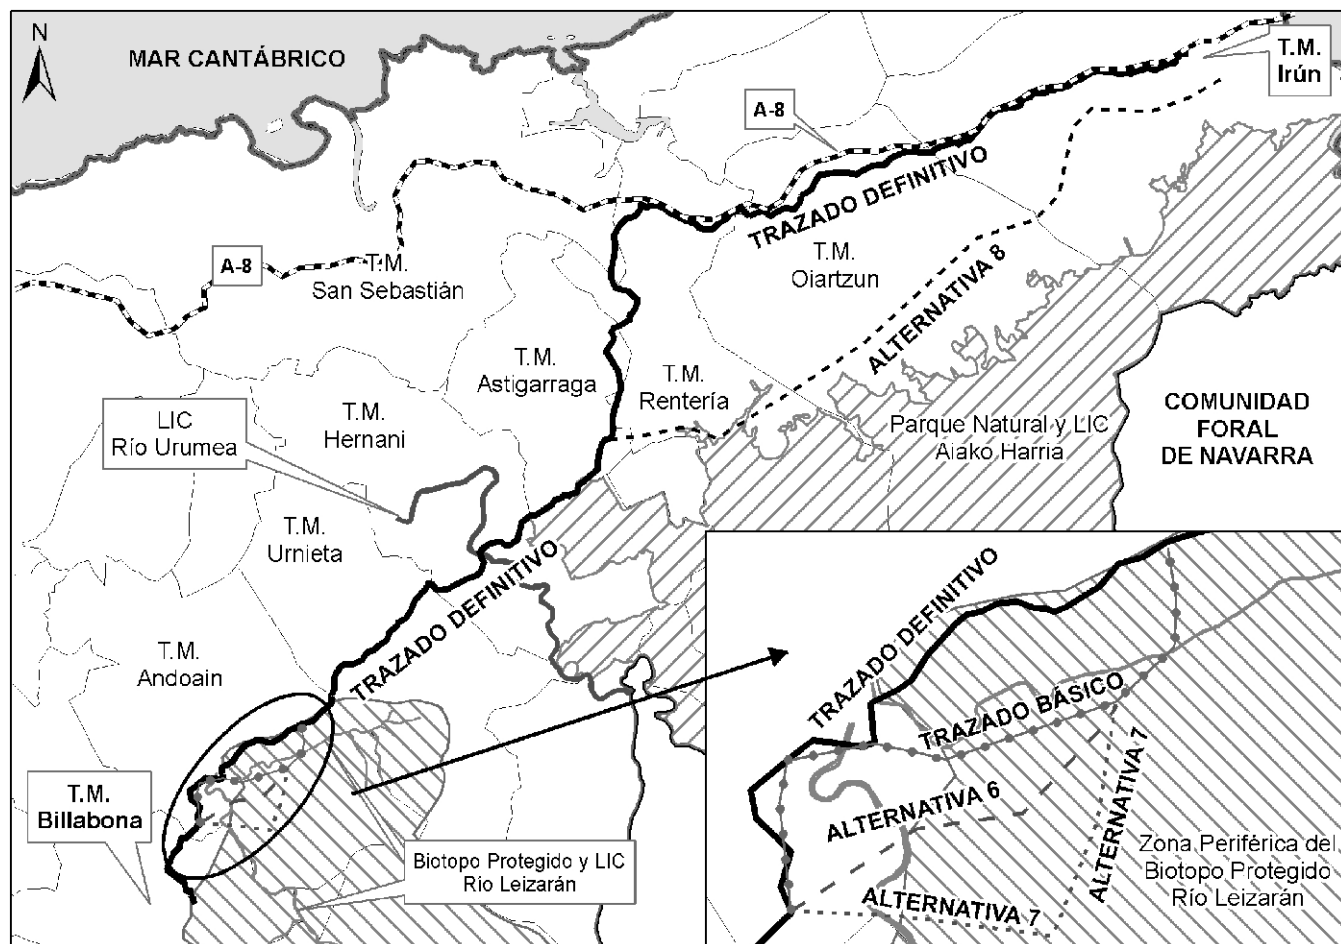 N
MAR CANTÁBRICO
T.M.
Irún
A-8
TRAZADO DEFINITIVO
A-8
T.M.
San Sebastián
T.M.
Oiartzun
ALTERNATIVA 8
T.M.
Astigarraga
T.M.
Rentería
LIC
Río Urumea
T.M.
Hernani
Parque Natural y LIC
Aiako Harria
COMUNIDAD
FORAL
DE NAVARRA
T.M.
Urnieta
TRAZADO DEFINITIVO
T.M.
Andoain
T.M.
Billabona
Biotopo Protegido y LIC
Río Leizarán
TRAZADO DEFINITIVO
TRAZADO BÁSICO
ALTERNATIVA 6
ALTERNATIVA 7
ALTERNATIVA 7
Zona Periférica del
Biotopo Protegido
Río Leizarán